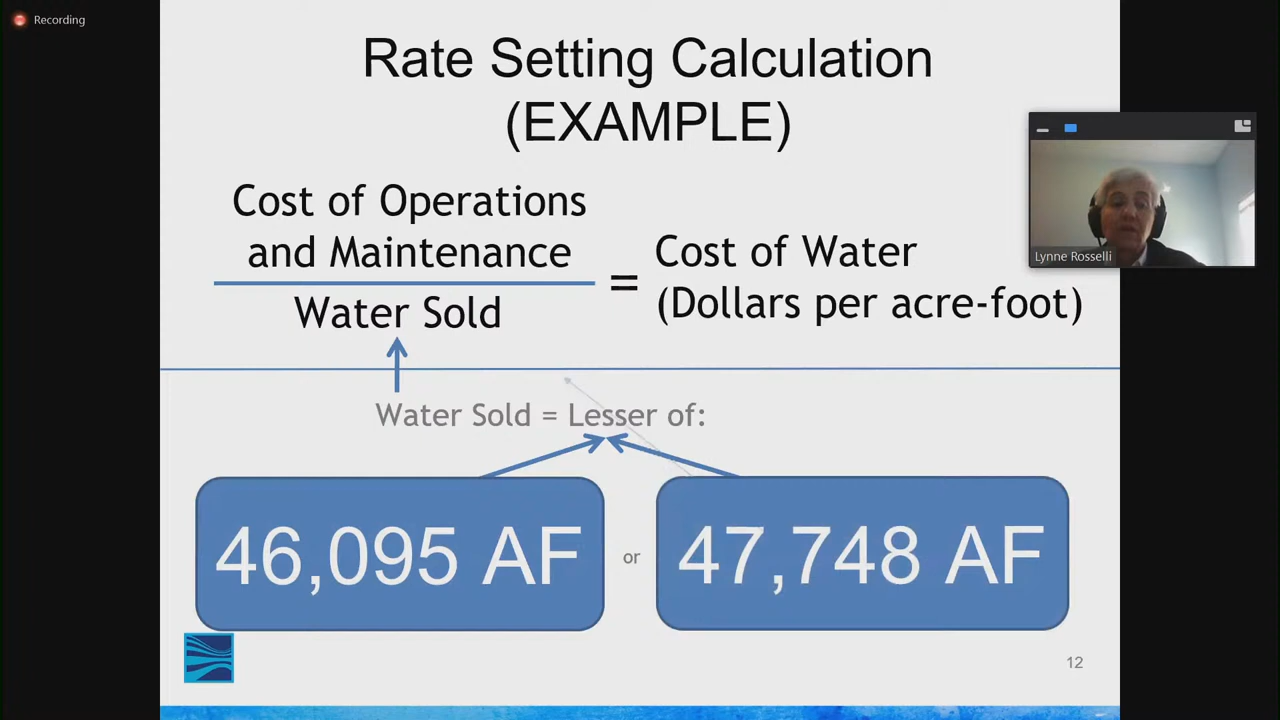 Recording
Rate Setting Calculation
(EXAMPLE)
Cost of Operations
and Maintenance
Water Sold
=
Cost of Water
(Dollars per acre-foot)
Lynne Rosselli
Water Sold = Lesser of:
46,095 AF
or
47,748 AF
12